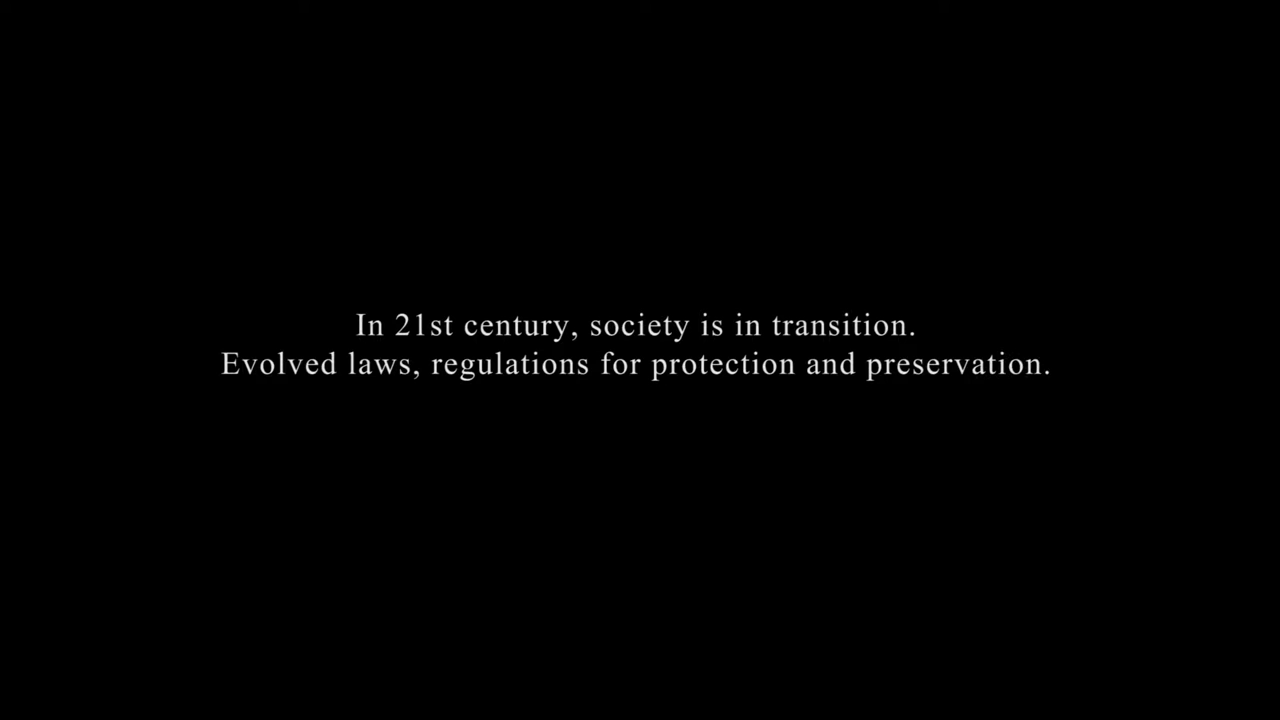 In 21st century, society is in transition.
Evolved laws, regulations for protection and preservation.